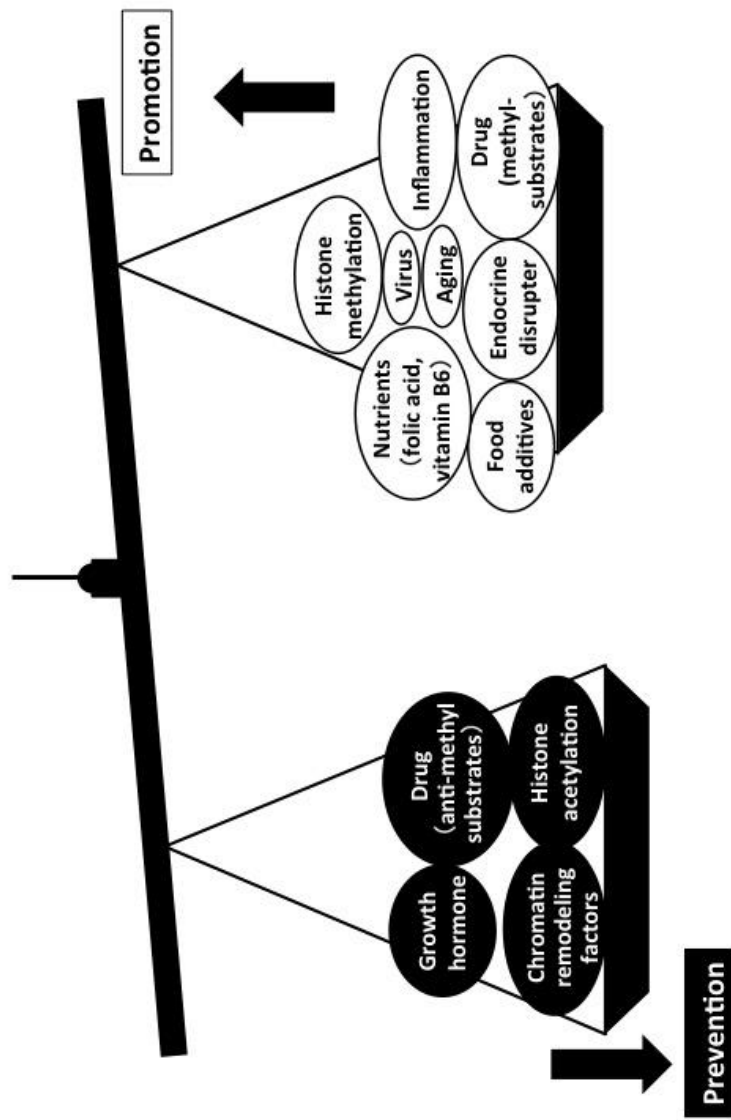 Promotion
Histone
methylation
Inflammation
Virus
Aging
Nutrients
(folic acid,
vitamin B6)
Drug
(methyl-
substrates)
Endocrine
disrupter
Food
additives
Growth
hormone
Drug
(anti-methyl
substrates)
Chromatin
remodeling
factors
Histone
acetylation
Prevention